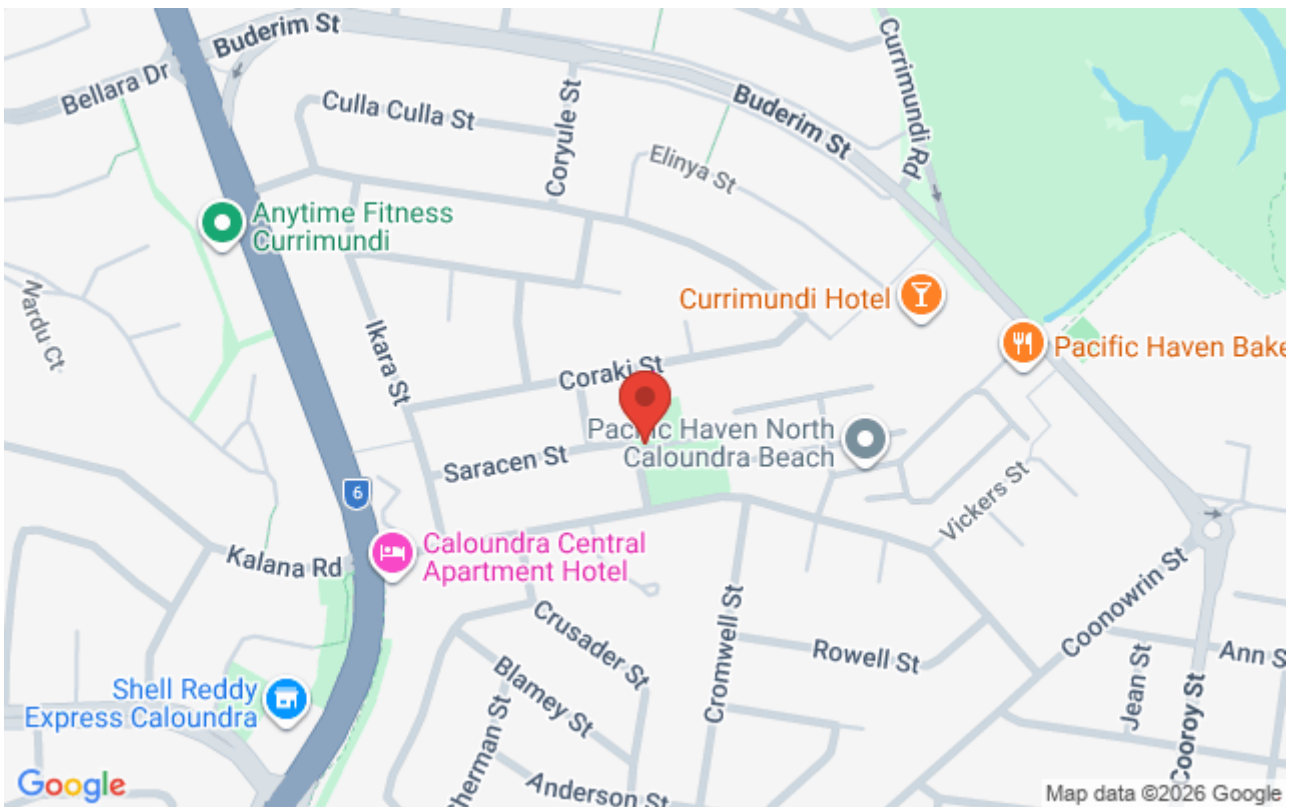 Buderim St
Bellara Dr
Culla Culla St
Coryule St
Currimundi Rd
Buderim St
Elinya St
Anytime Fitness
Currimundi
Nardu Ct
Currimundi Hotel
Ikara St
Pacific Haven Bake
Coraki St
Pacific Haven North
Caloundra Beach
Saracen St
6
Vickers St
Kalana Rd
Caloundra Central
Apartment Hotel
Coonowrin St
Crusader St
Cromwell St
Rowell St
Ann S
Blamey St
Jean St
Shell Reddy
Express Caloundra
Cooroy St
Sherman St
Anderson St
Google
Map data ©2026 Google